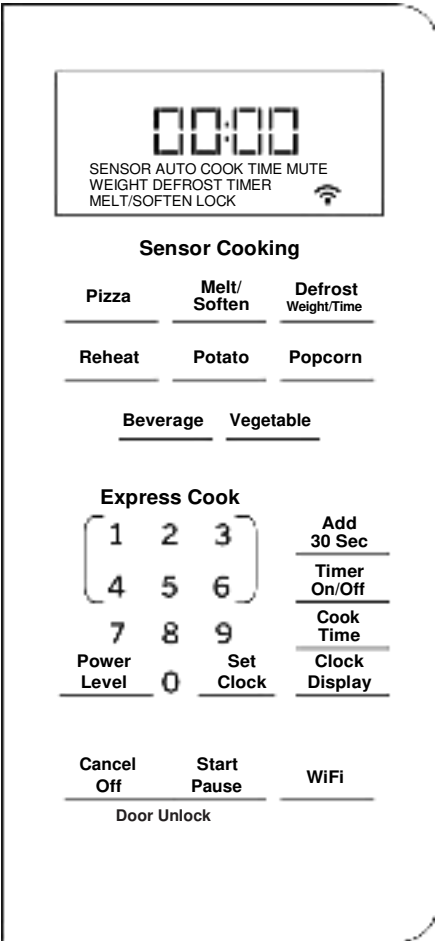 00:00
SENSOR AUTO COOK TIME MUTE
WEIGHT DEFROST TIMER
MELT/SOFTEN LOCK
Sensor Cooking
Pizza
Melt/
Soften
Defrost
Weight/Time
Reheat Potato Popcorn
Beverage Vegetable
Express Cook
1 2 3
4 5 6
7 8 9
0
Add
30 Sec
Timer
On/Off
Cook
Time
Power
Level
Set
Clock
Clock
Display
Cancel
Off
Start
Pause
WiFi
Door Unlock